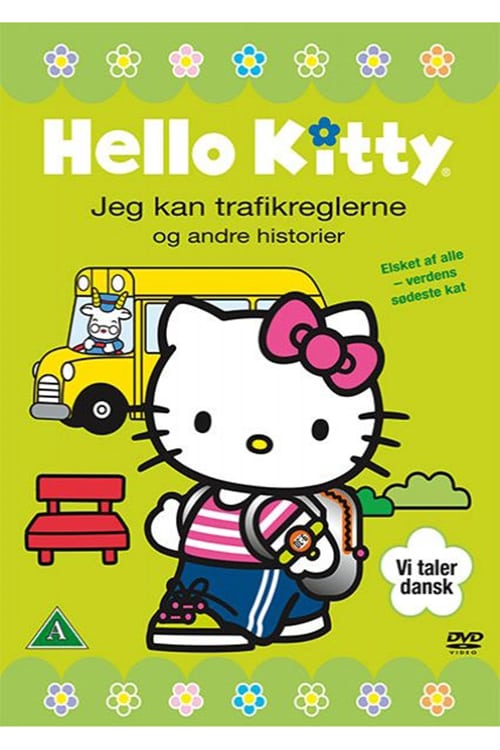 Hello Kitty®
Jeg kan trafikreglerne
og andre historier
Elsket af alle
– verdens
sødeste kat
Vi taler
dansk
A
DVD
VIDEO